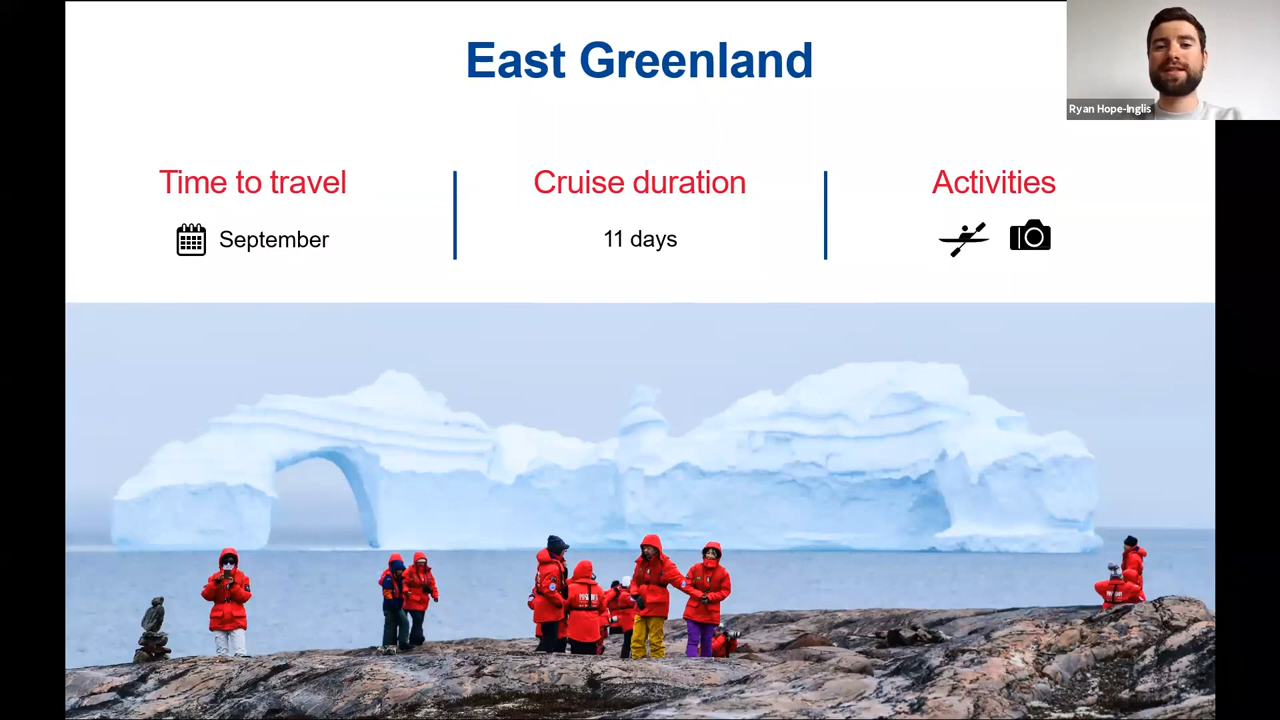 East Greenland
Ryan Hope-Inglis
Time to travel
Cruise duration
Activities
September
11 days